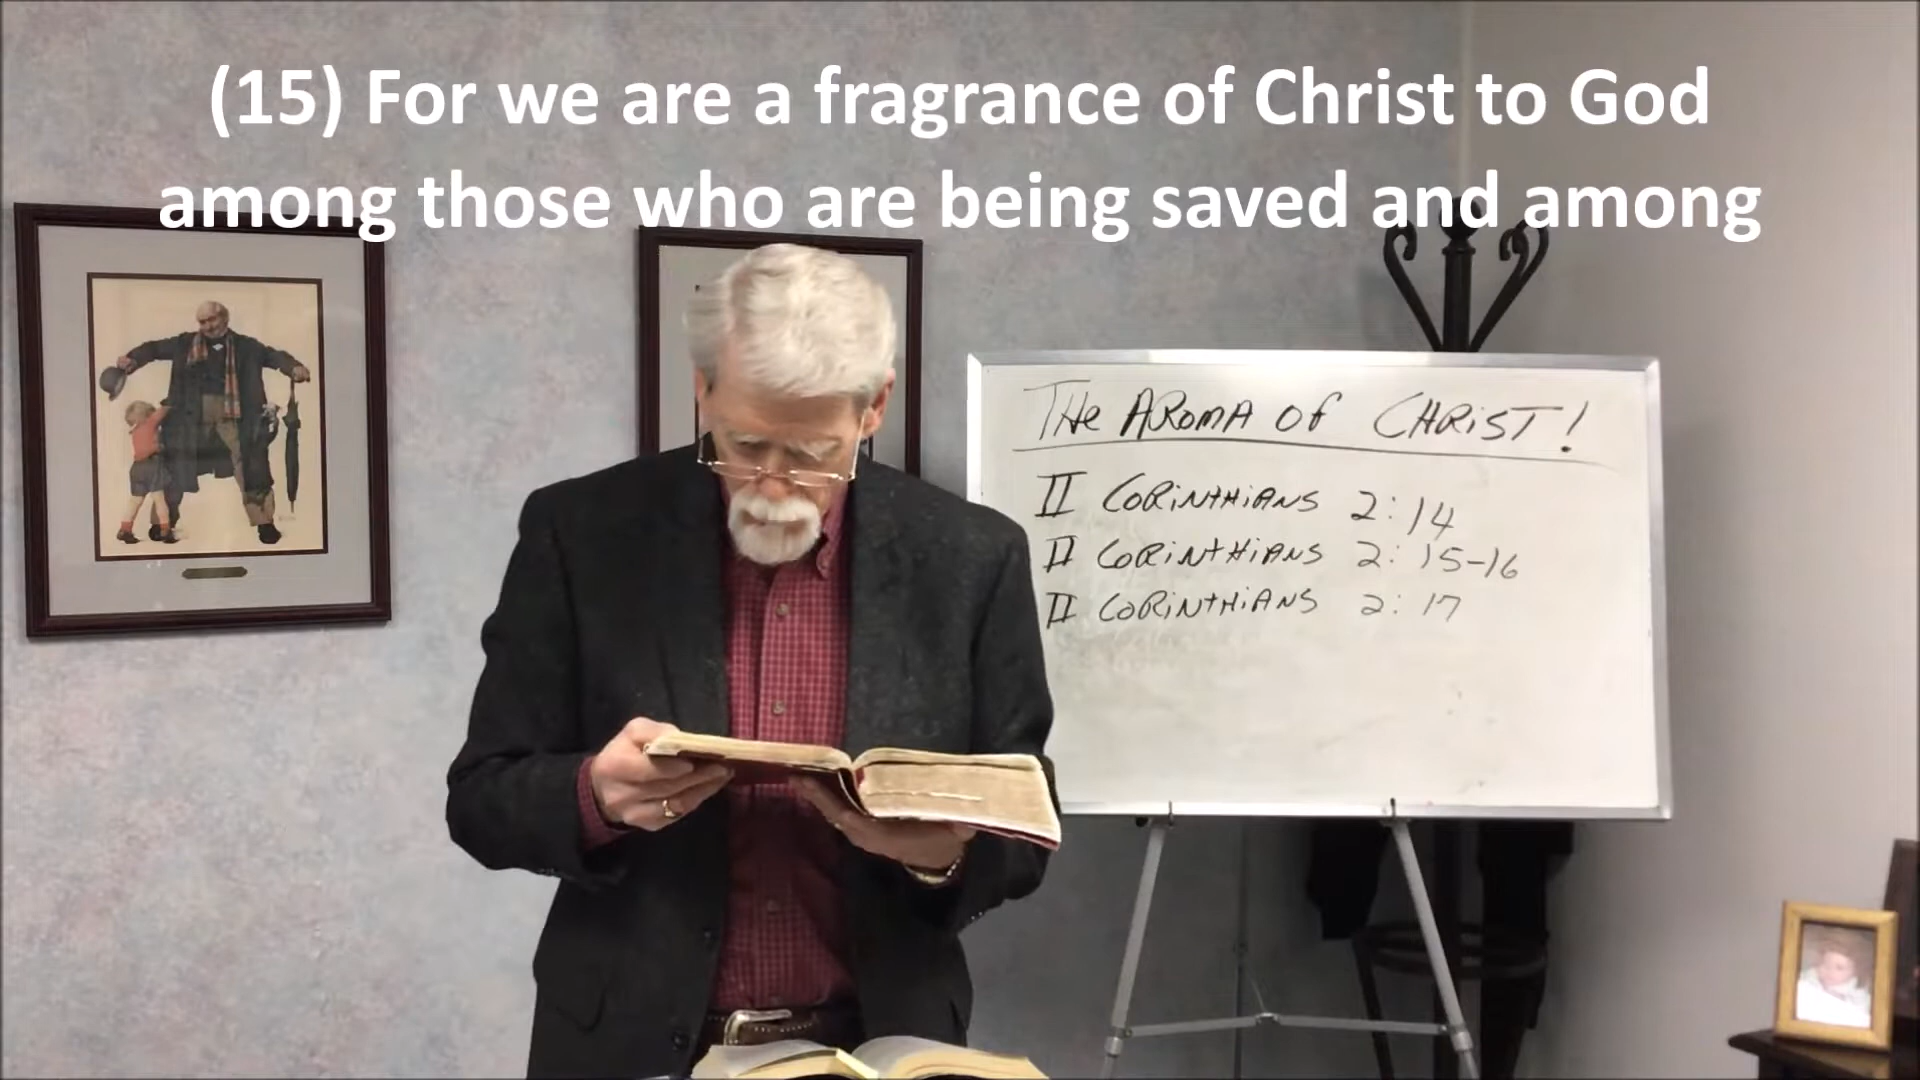 (15) For we are a fragrance of Christ to God
among those who are being saved and among
THe AROMA Of CHRiST!
II CORiNTHiANS 2:14
II CORiNtHiANS 2:15-16
II CORiNtHiANS 2:17